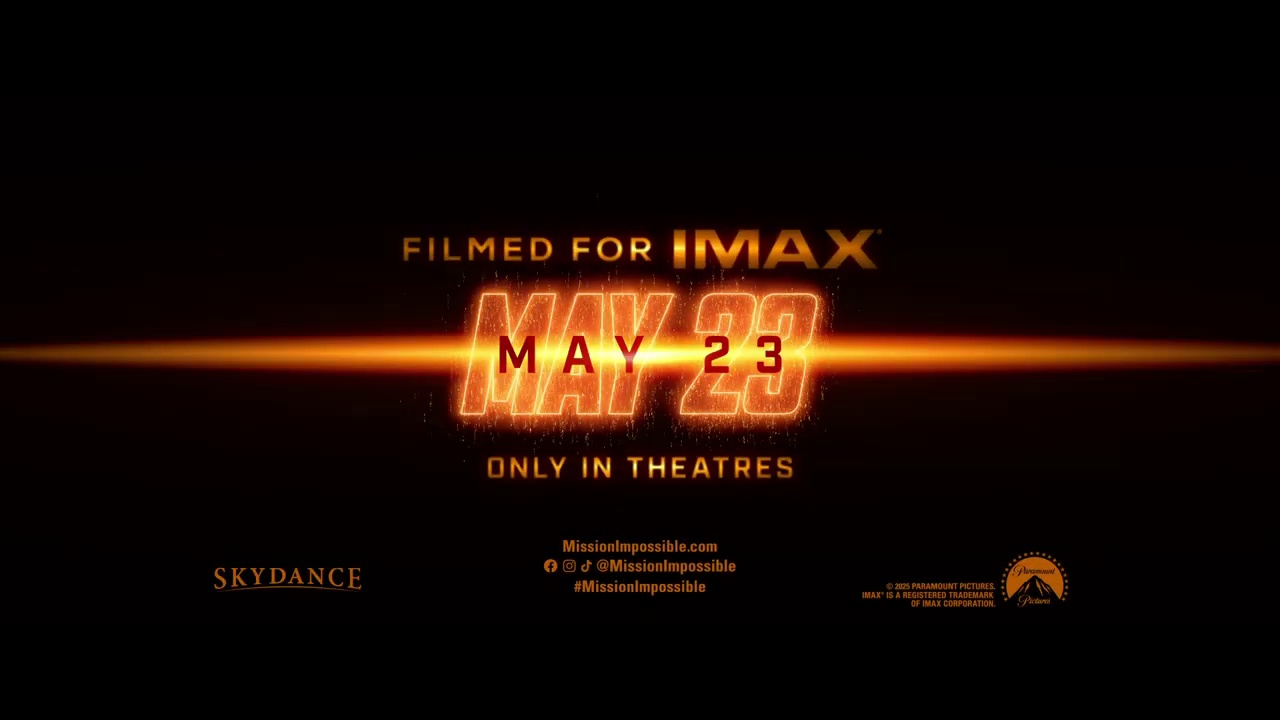 FILMED FOR IMAX®
MAY 23
MAY 23
ONLY IN THEATRES
MissionImpossible.com
@MissionImpossible
#MissionImpossible
SKYDANCE
© 2025 PARAMOUNT PICTURES.
IMAX® IS A REGISTERED TRADEMARK
OF IMAX CORPORATION.
Paramount
Pictures